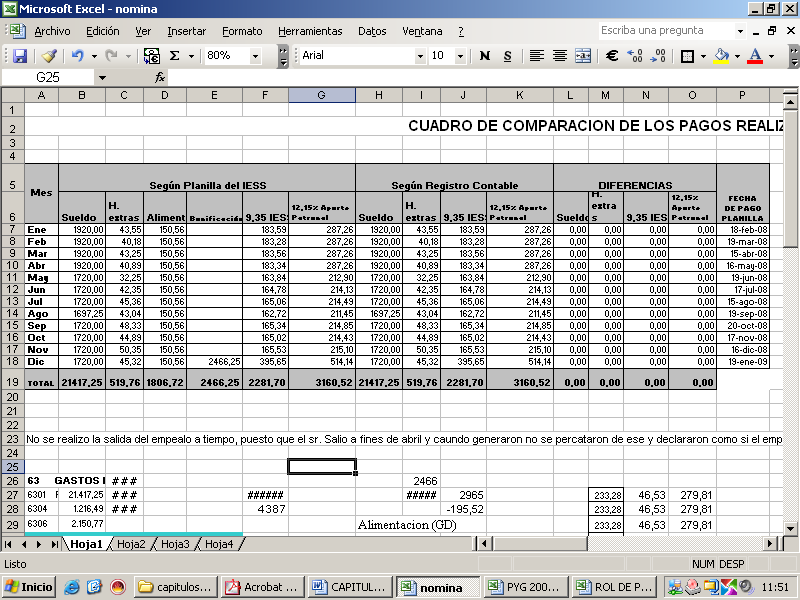 Microsoft Excel - nomina
Archivo Edición Ver Insertar Formato Herramientas Datos Ventana ? Escriba una pregunta
80% Arial 10 N S
G25 fx
A B C D E F G H I J K L M N O P
1
2 CUADRO DE COMPARACION DE LOS PAGOS REALIZ
3
4
5 Mes Según Planilla del IESS Según Registro Contable DIFERENCIAS FECHA DE PAGO PLANILLA
6 Sueldo H. extras Aliment Bonificación 9,35 IES 12,15% Aporte Patronal Sueldo H. extras 9,35 IES 12,15% Aporte Patronal Sueldo H. extra s 9,35 IES 12,15% Aporte Patronal
7 Ene 1920,00 43,55 150,56 183,59 287,26 1920,00 43,55 183,59 287,26 0,00 0,00 0,00 0,00 18-feb-08
8 Feb 1920,00 40,18 150,56 183,28 287,26 1920,00 40,18 183,28 287,26 0,00 0,00 0,00 0,00 19-mar-08
9 Mar 1920,00 43,25 150,56 183,56 287,26 1920,00 43,25 183,56 287,26 0,00 0,00 0,00 0,00 15-abr-08
10 Abr 1920,00 40,89 150,56 183,34 287,26 1920,00 40,89 183,34 287,26 0,00 0,00 0,00 0,00 16-may-08
11 May 1720,00 32,25 150,56 163,84 212,90 1720,00 32,25 163,84 212,90 0,00 0,00 0,00 0,00 19-jun-08
12 Jun 1720,00 42,35 150,56 164,78 214,13 1720,00 42,35 164,78 214,13 0,00 0,00 0,00 0,00 17-jul-08
13 Jul 1720,00 45,36 150,56 165,06 214,49 1720,00 45,36 165,06 214,49 0,00 0,00 0,00 0,00 15-ago-08
14 Ago 1697,25 43,04 150,56 162,72 211,45 1697,25 43,04 162,72 211,45 0,00 0,00 0,00 0,00 19-sep-08
15 Sep 1720,00 48,33 150,56 165,34 214,85 1720,00 48,33 165,34 214,85 0,00 0,00 0,00 0,00 20-oct-08
16 Oct 1720,00 44,89 150,56 165,02 214,43 1720,00 44,89 165,02 214,43 0,00 0,00 0,00 0,00 17-nov-08
17 Nov 1720,00 50,35 150,56 165,53 215,10 1720,00 50,35 165,53 215,10 0,00 0,00 0,00 0,00 16-dic-08
18 Dic 1720,00 45,32 150,56 2466,25 395,65 514,14 1720,00 45,32 395,65 514,14 0,00 0,00 0,00 0,00 19-ene-09
19 TOTAL 21417,25 519,76 1806,72 2466,25 2281,70 3160,52 21417,25 519,76 2281,70 3160,52 0,00 0,00 0,00 0,00
20
21
22
23 No se realizo la salida del empealo a tiempo, puesto que el sr. Salio a fines de abril y caundo generaron no se percataron de ese y declararon como si el emp
24
25
26 63 GASTOS I ### 2466
27 6301 F 21.417,25 ### ###### ##### 2965 233,28 46,53 279,81
28 6304 1.216,49 ### 4387 -195,52 233,28 46,53 279,81
29 6306 2.150,77 Alimentacion (GD) 233,28 46,53 279,81
Hoja1 Hoja2 Hoja3 Hoja4
Listo NUM DESP
Inicio capitulos... Acrobat ... CAPITUL... nomina PYG 200... ROL DE P... 11:51